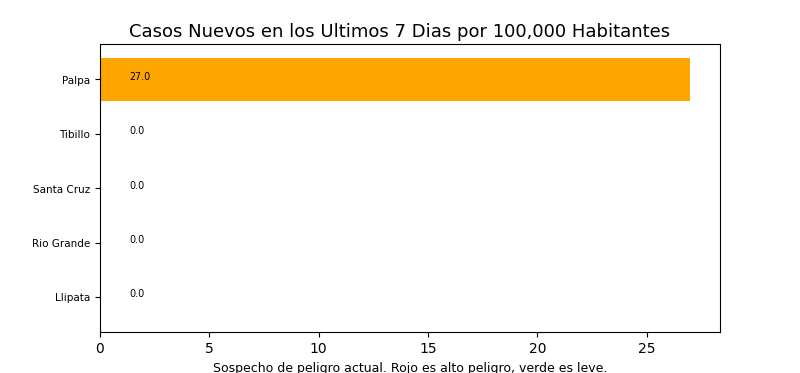 Casos Nuevos en los Ultimos 7 Dias por 100,000 Habitantes
Palpa 27.0
Tibillo 0.0
Santa Cruz 0.0
Rio Grande 0.0
Llipata 0.0
0 5 10 15 20 25
Sospecho de peligro actual. Rojo es alto peligro, verde es leve.